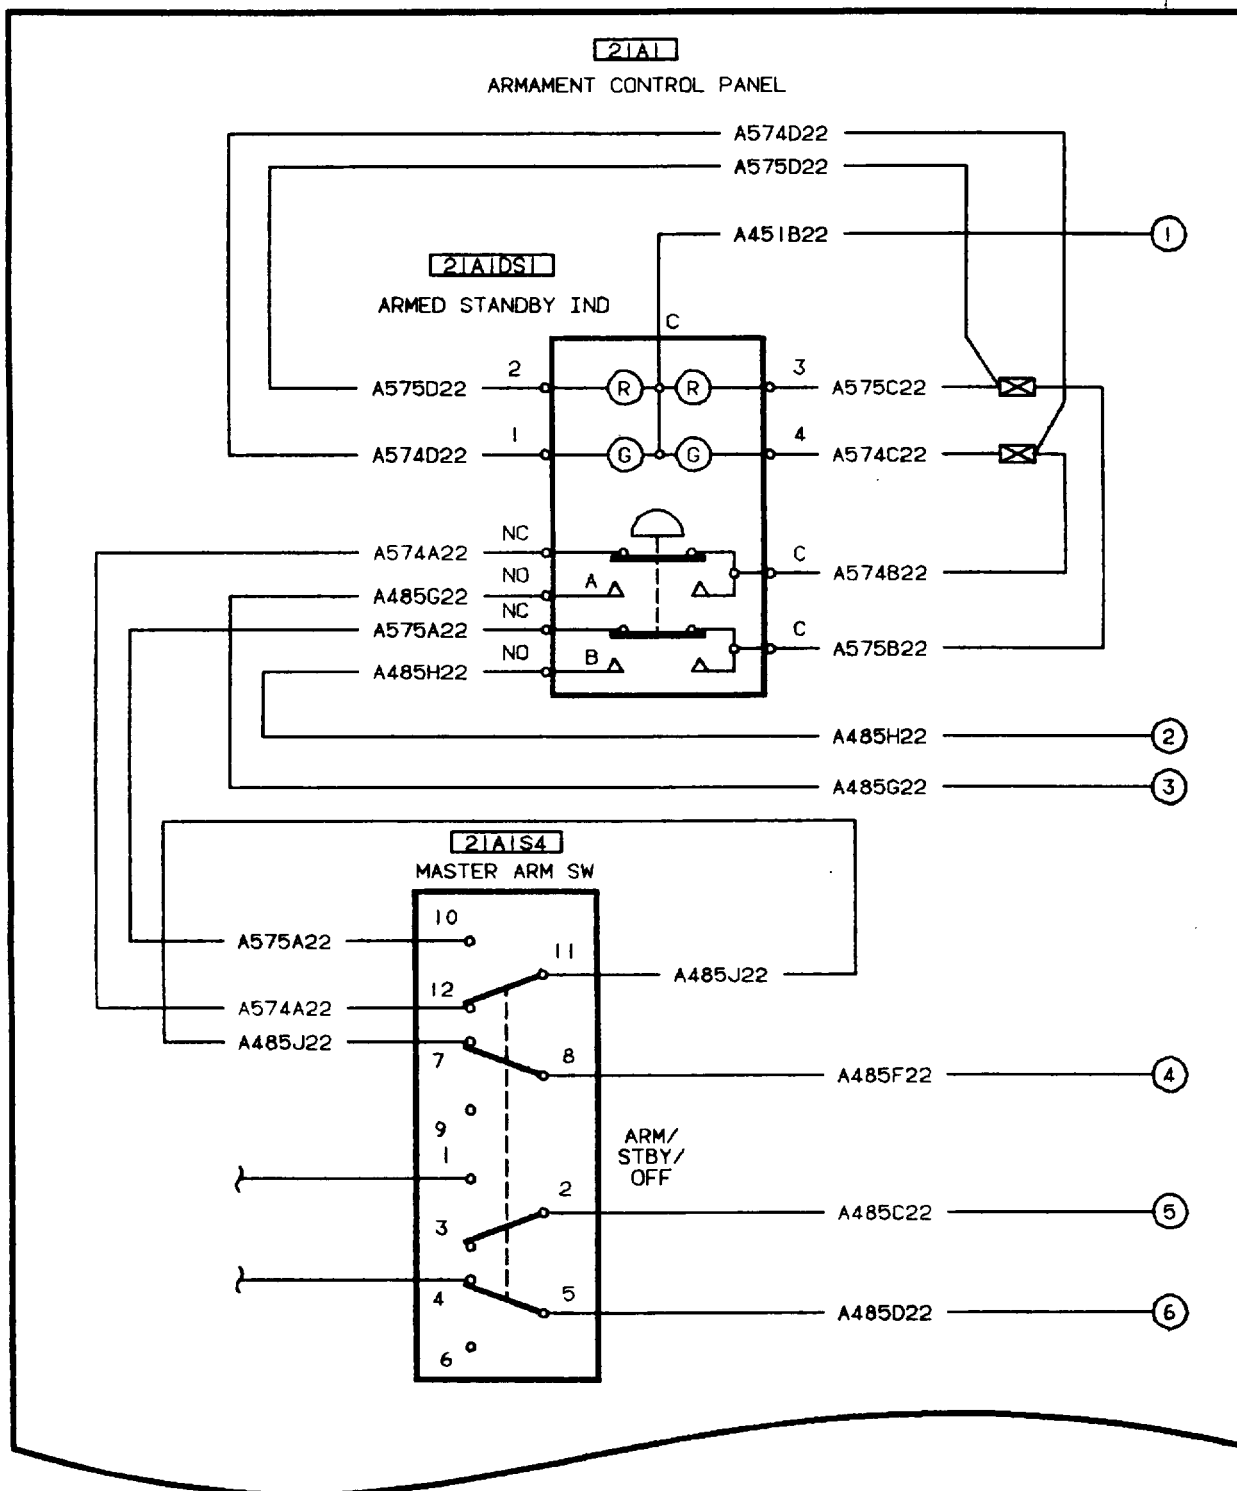 21A1
ARMAMENT CONTROL PANEL
A574D22
A575D22
A451B22 1
21A1DS1
ARMED STANDBY IND
C
A575D22 2 R R 3 A575C22
A574D22 1 G G 4 A574C22
A574A22 NC
C A574B22
A485G22 NO A
A575A22 NC
C A575B22
A485H22 NO B
A485H22 2
A485G22 3
21A1S4
MASTER ARM SW
10
A575A22
11
A485J22
12
A574A22
A485J22
7
8
A485F22 4
9
ARM/
STBY/
OFF
1
2
A485C22 5
3
4
5
A485D22 6
6